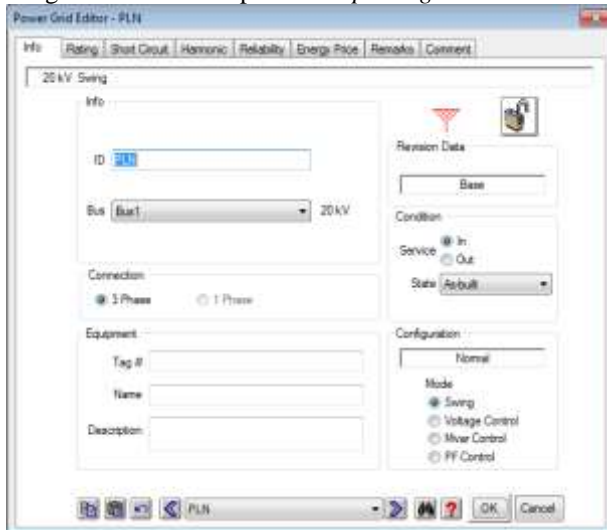 Power Grid Editor - PLN
Info Rating Short Circuit Harmonic Reliability Energy Price Remarks Comment
20 kV Swing
Info
ID PLN
Bus Bus1 20 kV
Revision Data
Base
Condition
Service In
Out
State As-built
Connection
3 Phase 1 Phase
Equipment
Tag #
Name
Description
Configuration
Normal
Mode
Swing
Voltage Control
Mvar Control
PF Control
PLN ? OK Cancel